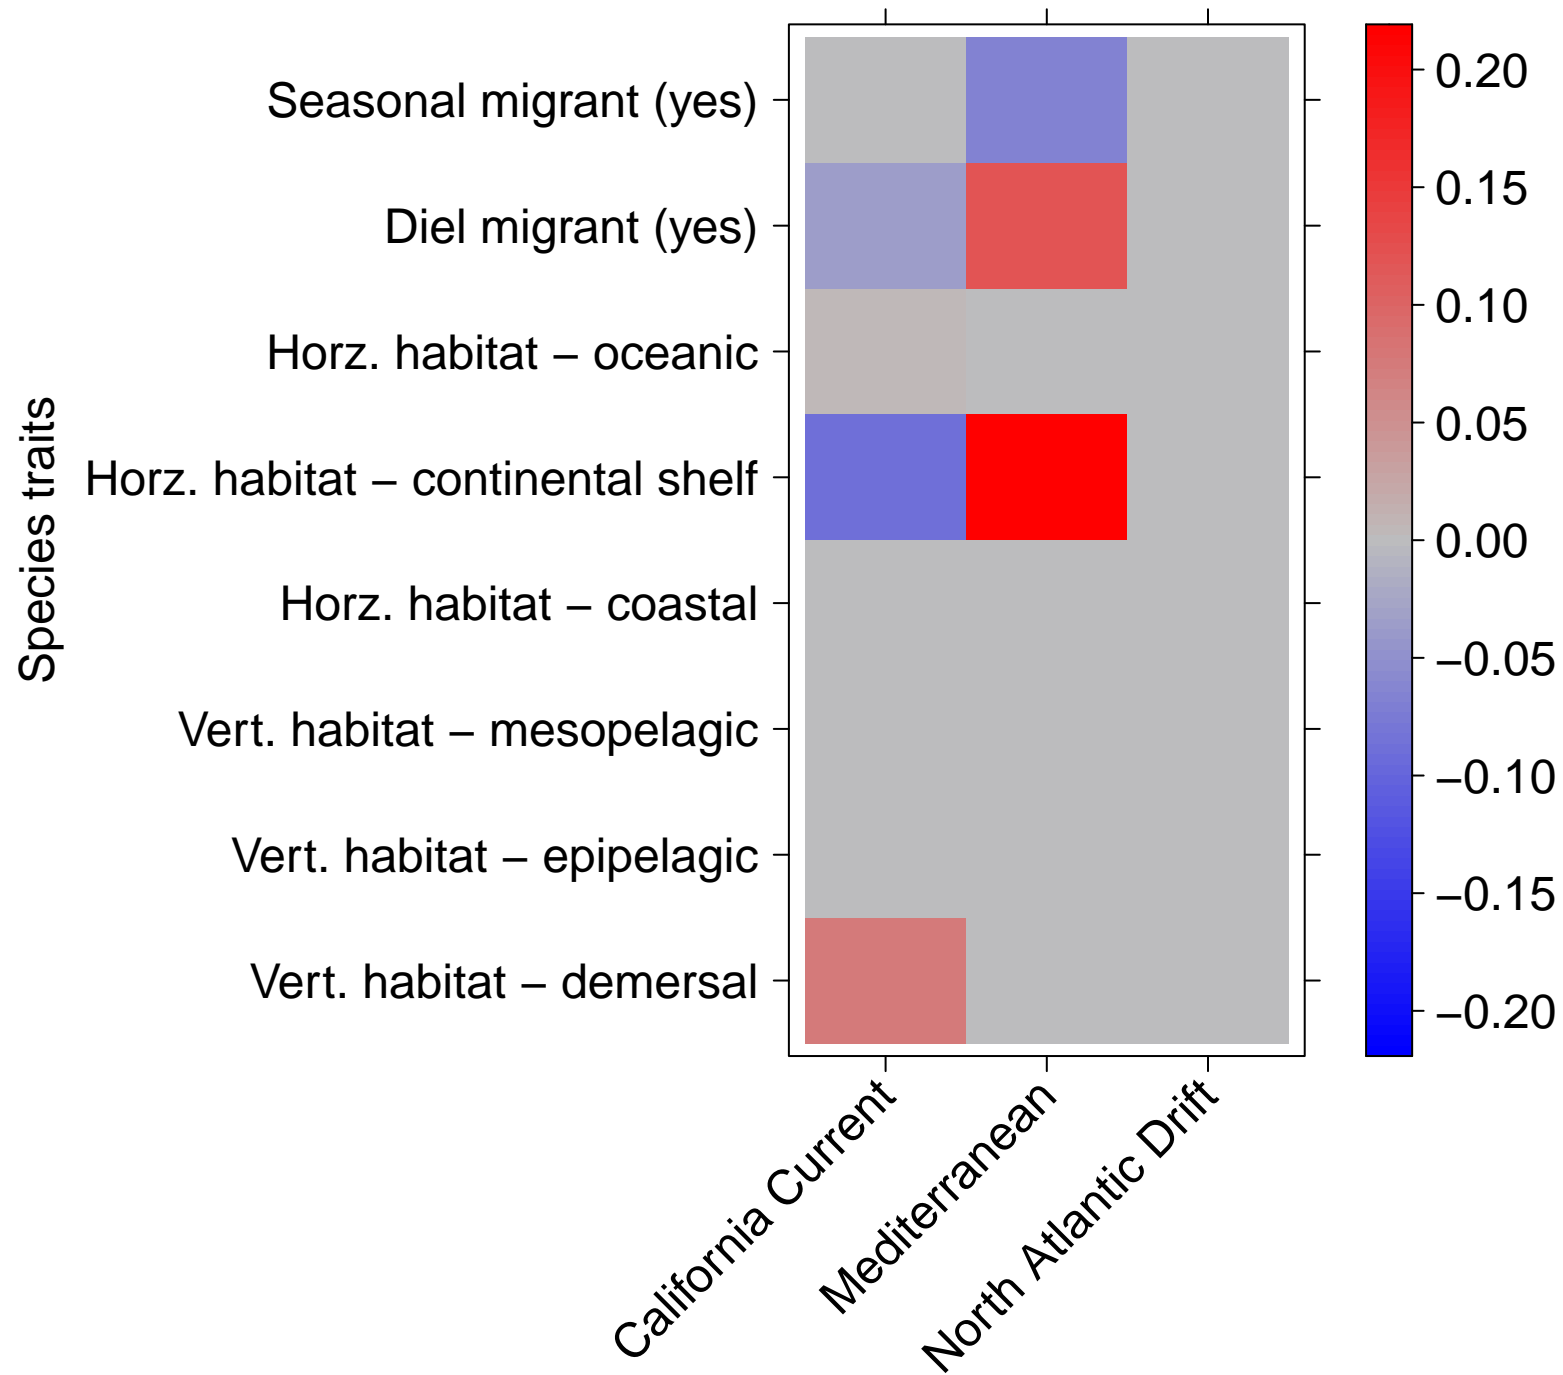 Species traits
Seasonal migrant (yes)
Diel migrant (yes)
Horz. habitat – oceanic
Horz. habitat – continental shelf
Horz. habitat – coastal
Vert. habitat – mesopelagic
Vert. habitat – epipelagic
Vert. habitat – demersal
California Current
Mediterranean
North Atlantic Drift
0.20
0.15
0.10
0.05
0.00
−0.05
−0.10
−0.15
−0.20